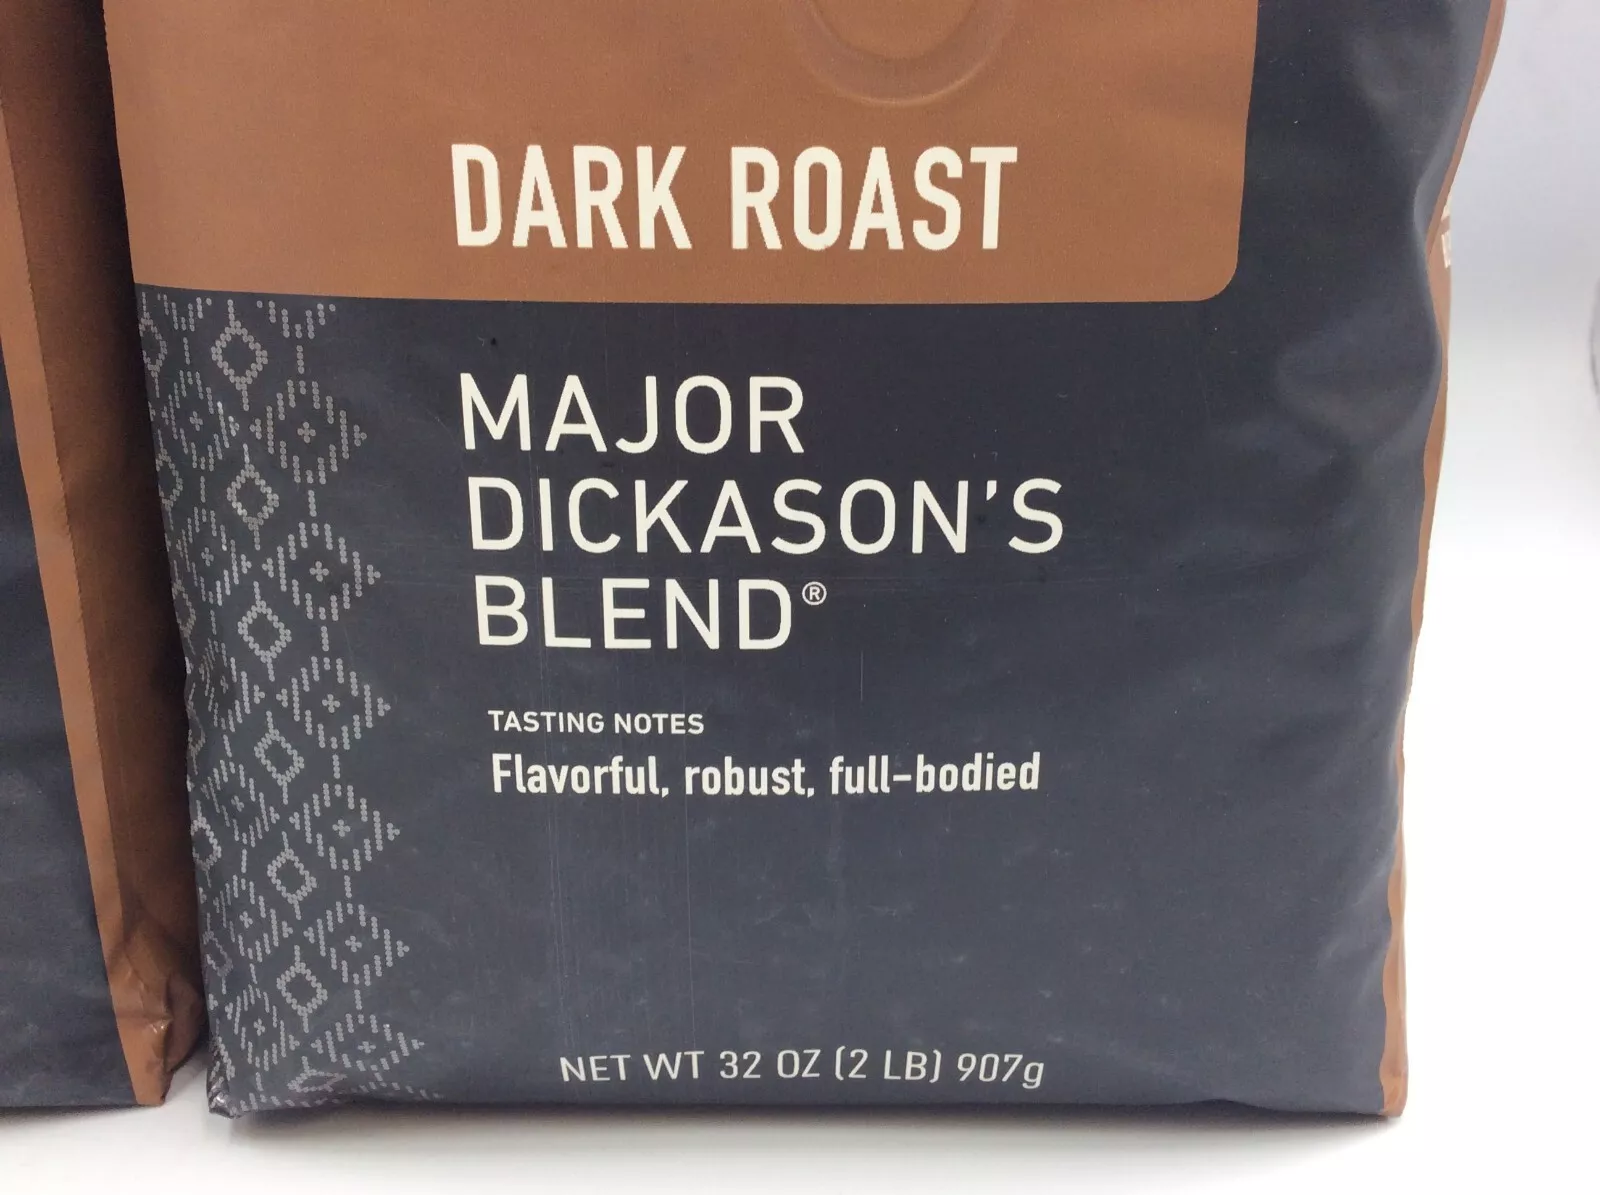 DARK ROAST
MAJOR
DICKASON'S
BLEND®
TASTING NOTES
Flavorful, robust, full-bodied
NET WT 32 OZ (2 LB) 907g